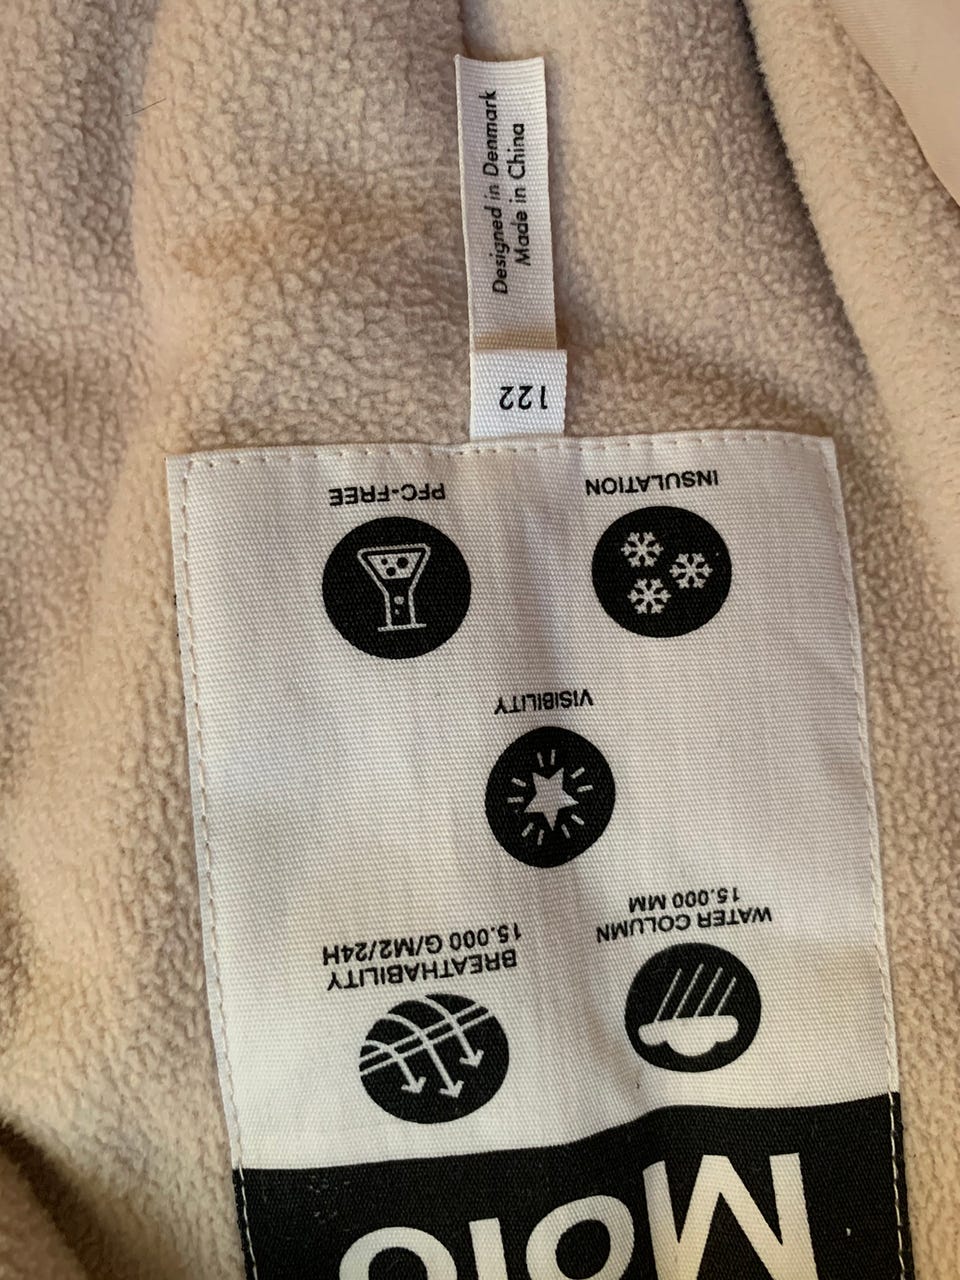 Molo
WATER COLUMN
15.000 MM
BREATHABILITY
15.000 G/M2/24H
VISIBILITY
INSULATION
PFC-FREE
122
Designed in Denmark
Made in China